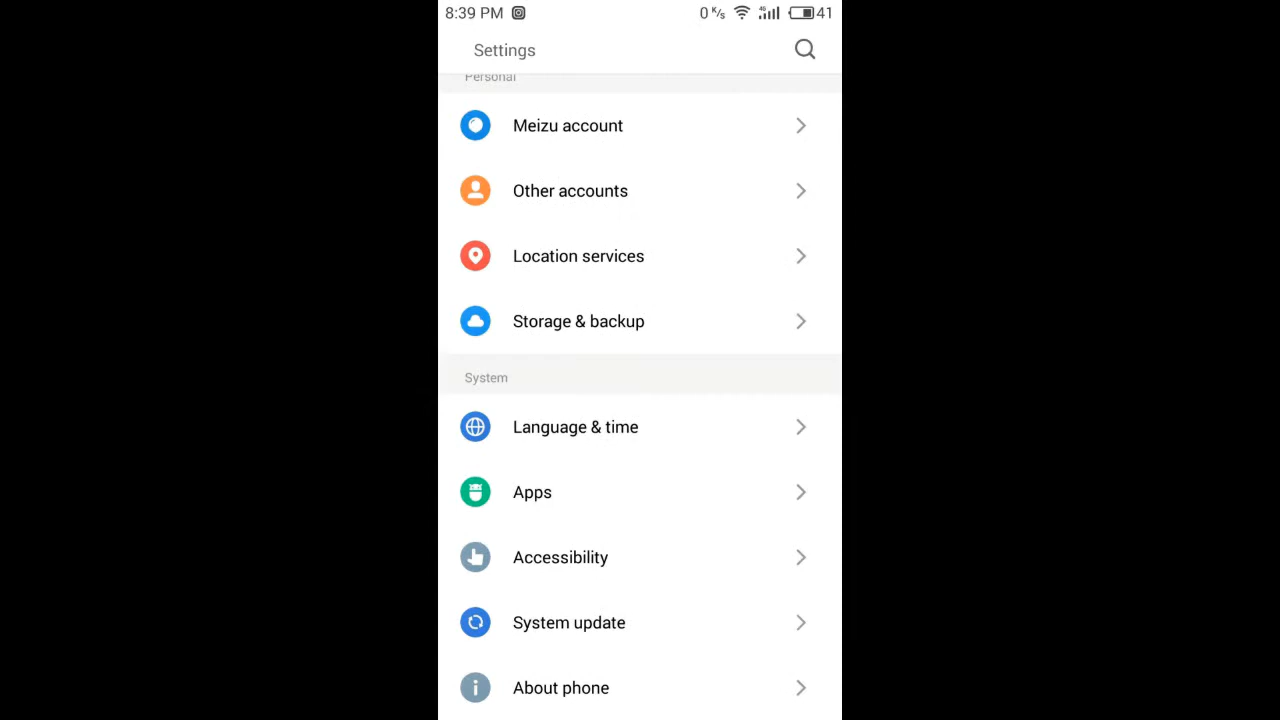 8:39 PM 0 K/s 4G 41
Settings
Personal
Meizu account
Other accounts
Location services
Storage & backup
System
Language & time
Apps
Accessibility
System update
About phone